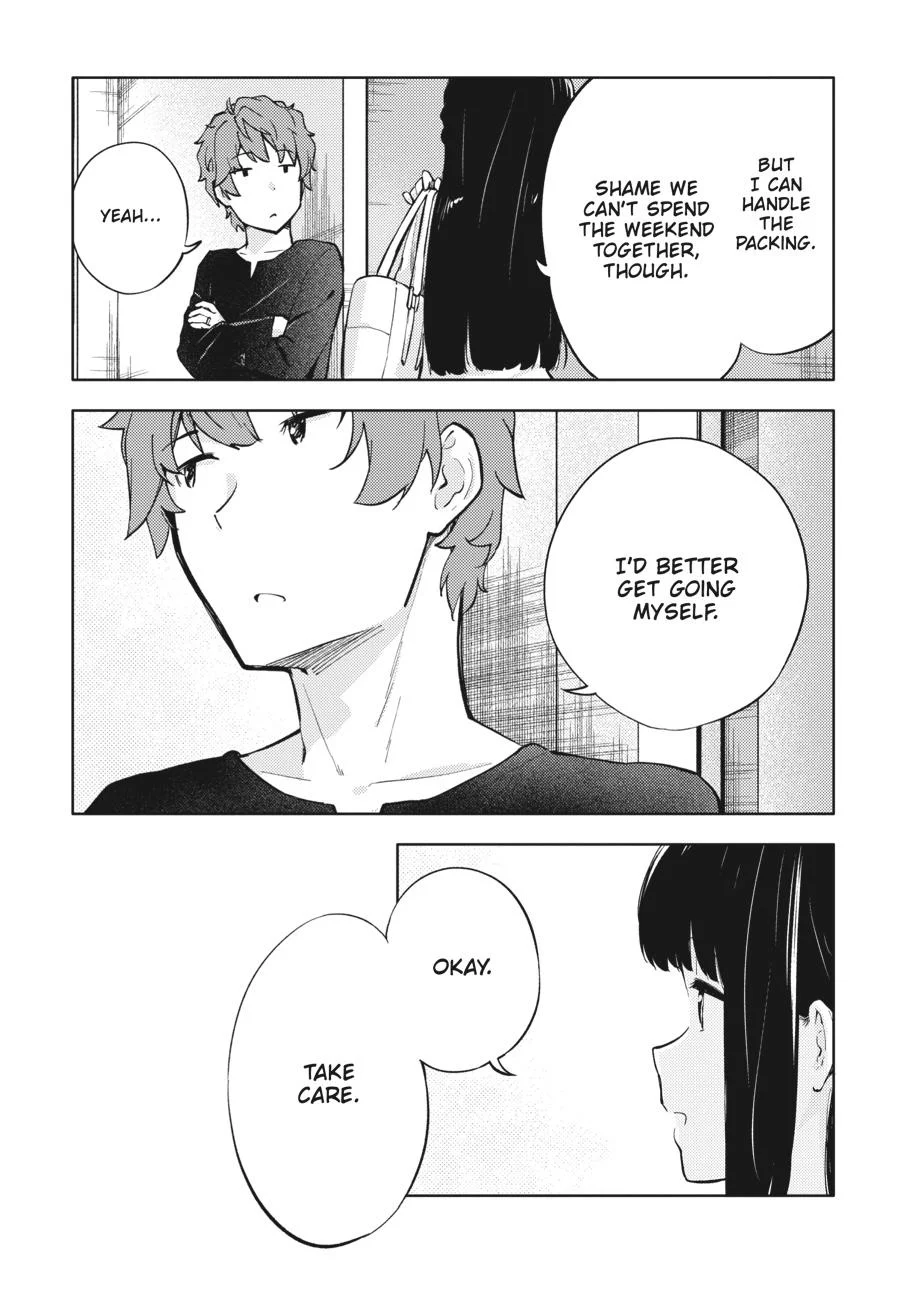 BUT
I CAN
HANDLE
THE
PACKING.
SHAME WE
CAN'T SPEND
THE WEEKEND
TOGETHER,
THOUGH.
YEAH...
I'D BETTER
GET GOING
MYSELF.
OKAY.
TAKE
CARE.